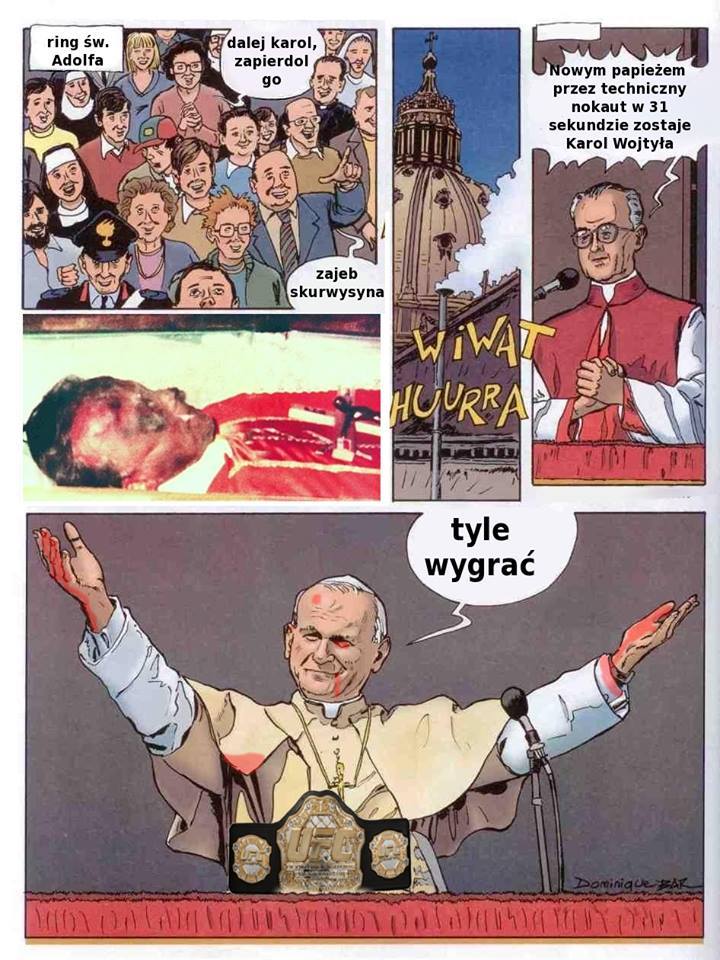 ring św.
Adolfa
dalej karol,
zapierdol
go
zajeb
skurwysyna
WiWAT
HUURRA
Nowym papieżem
przez techniczny
nokaut w 31
sekundzie zostaje
Karol Wojtyła
tyle
wygrać
UFC
Dominique BAR